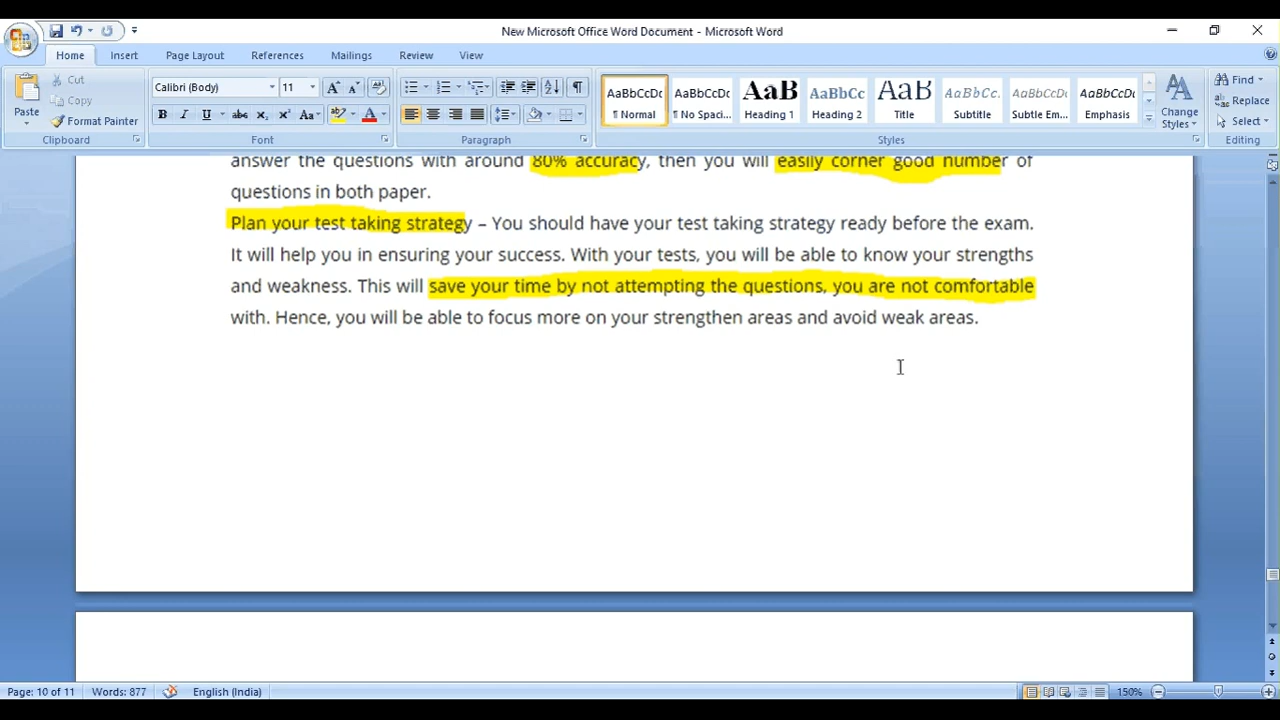 New Microsoft Office Word Document - Microsoft Word
Home Insert Page Layout References Mailings Review View
Paste
Cut
Copy
Format Painter
Clipboard
Calibri (Body) 11
Font
Paragraph
AaBbCcDc AaBbCcDc AaB AaBbCc AaB AaBbCc. AaBbCcDc AaBbCcDc
¶ Normal ¶ No Spaci... Heading 1 Heading 2 Title Subtitle Subtle Em... Emphasis
Styles
Change Styles
Find
Replace
Select
Editing
answer the questions with around 80% accuracy, then you will easily corner good number of
questions in both paper.
Plan your test taking strategy – You should have your test taking strategy ready before the exam.
It will help you in ensuring your success. With your tests, you will be able to know your strengths
and weakness. This will save your time by not attempting the questions, you are not comfortable
with. Hence, you will be able to focus more on your strengthen areas and avoid weak areas.
Page: 10 of 11 Words: 877 English (India) 150%